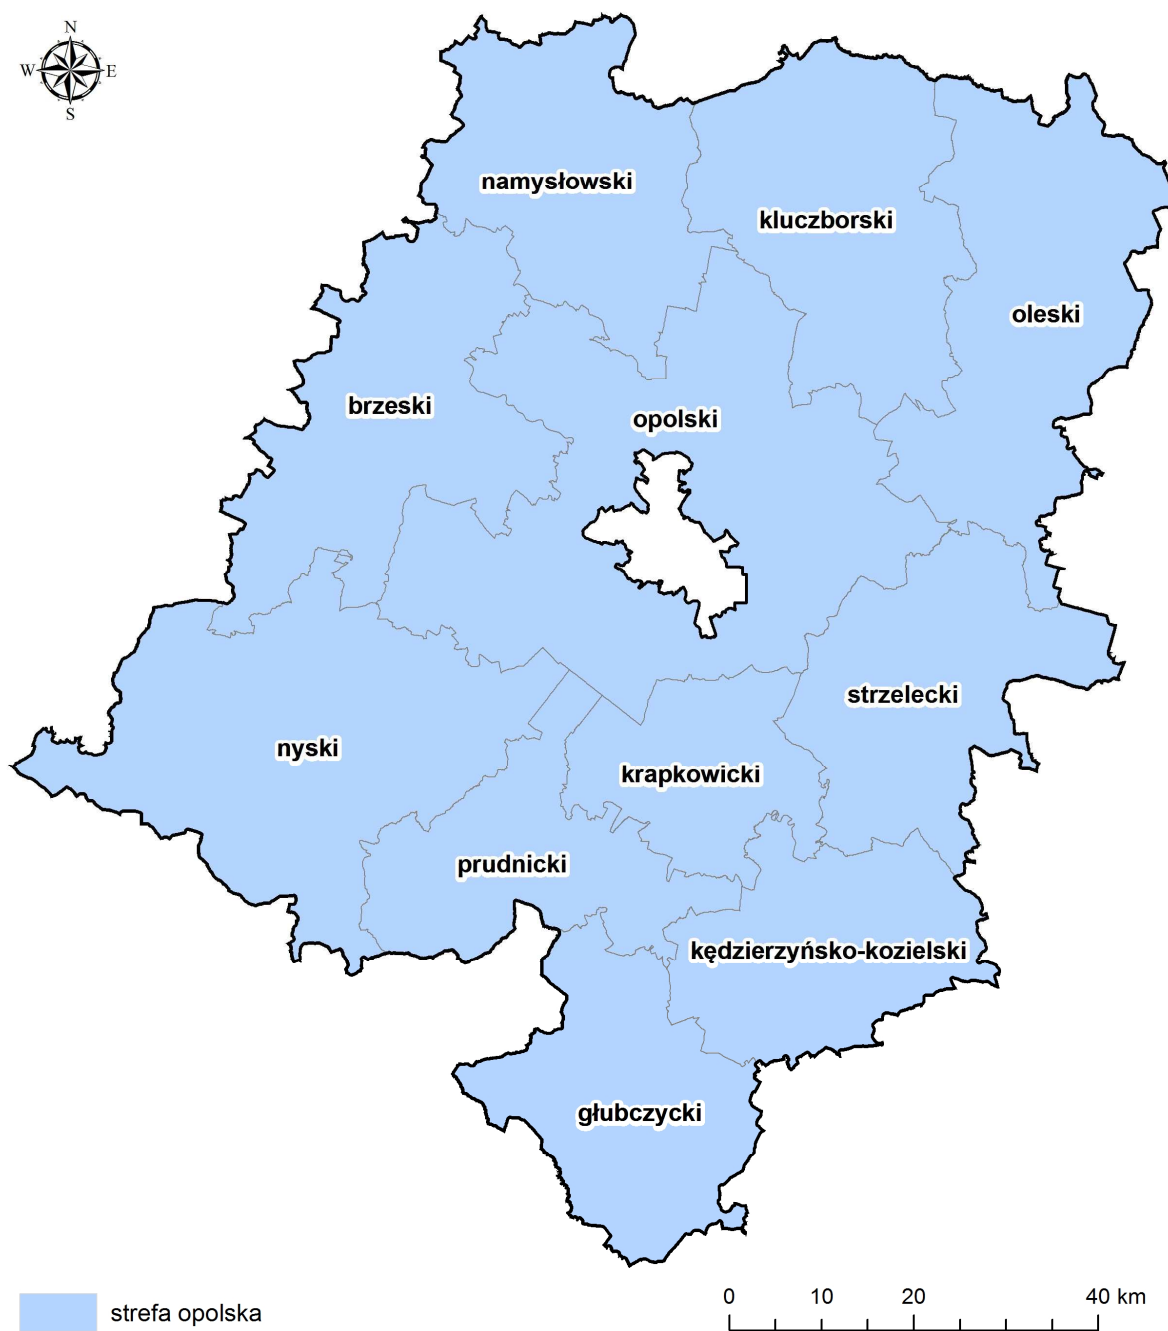 N
W E
S
namysłowski
kluczborski
oleski
brzeski
opolski
strzelecki
nyski
krapkowicki
prudnicki
kędzierzyńsko-kozielski
głubczycki
strefa opolska
0 10 20 40 km